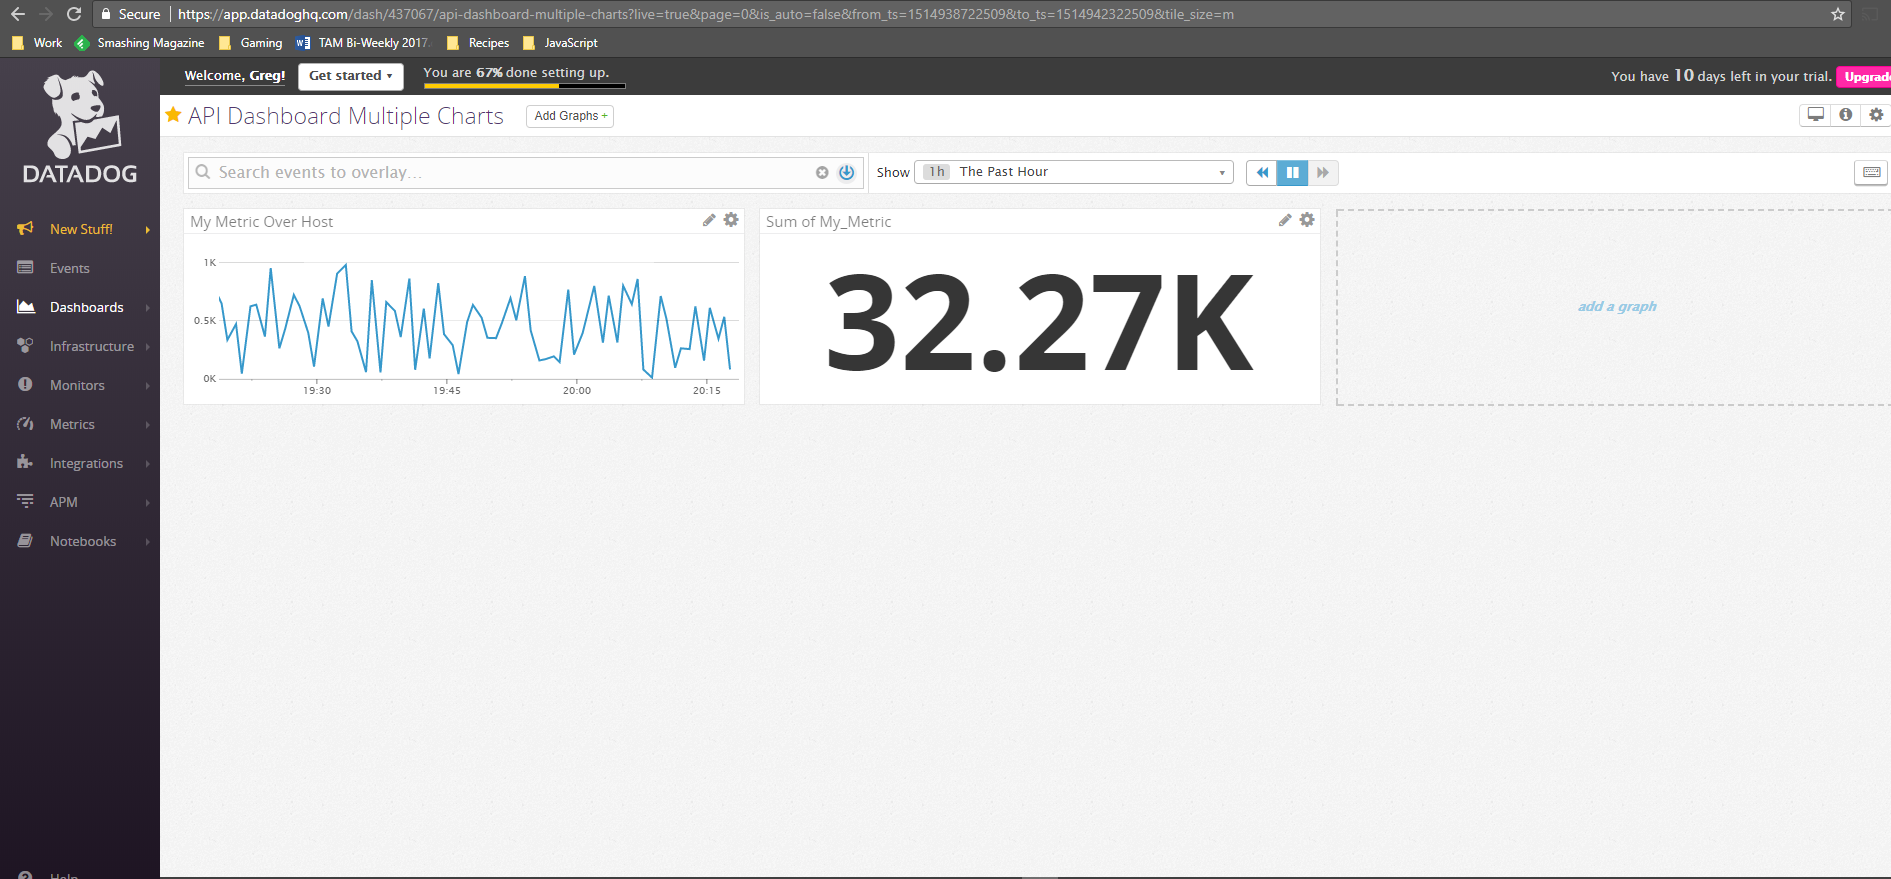 Secure https://app.datadoghq.com/dash/437067/api-dashboard-multiple-charts?live=true&page=0&is_auto=false&from_ts=1514938722509&to_ts=1514942322509&tile_size=m
Work Smashing Magazine Gaming TAM Bi-Weekly 2017. Recipes JavaScript
Welcome, Greg! Get started You are 67% done setting up. You have 10 days left in your trial. Upgrade
DATADOG
API Dashboard Multiple Charts Add Graphs +
Search events to overlay... Show 1h The Past Hour
New Stuff!
Events
Dashboards
Infrastructure
Monitors
Metrics
Integrations
APM
Notebooks
Help
My Metric Over Host
1K
0.5K
0K
19:30 19:45 20:00 20:15
Sum of My_Metric
32.27K
add a graph